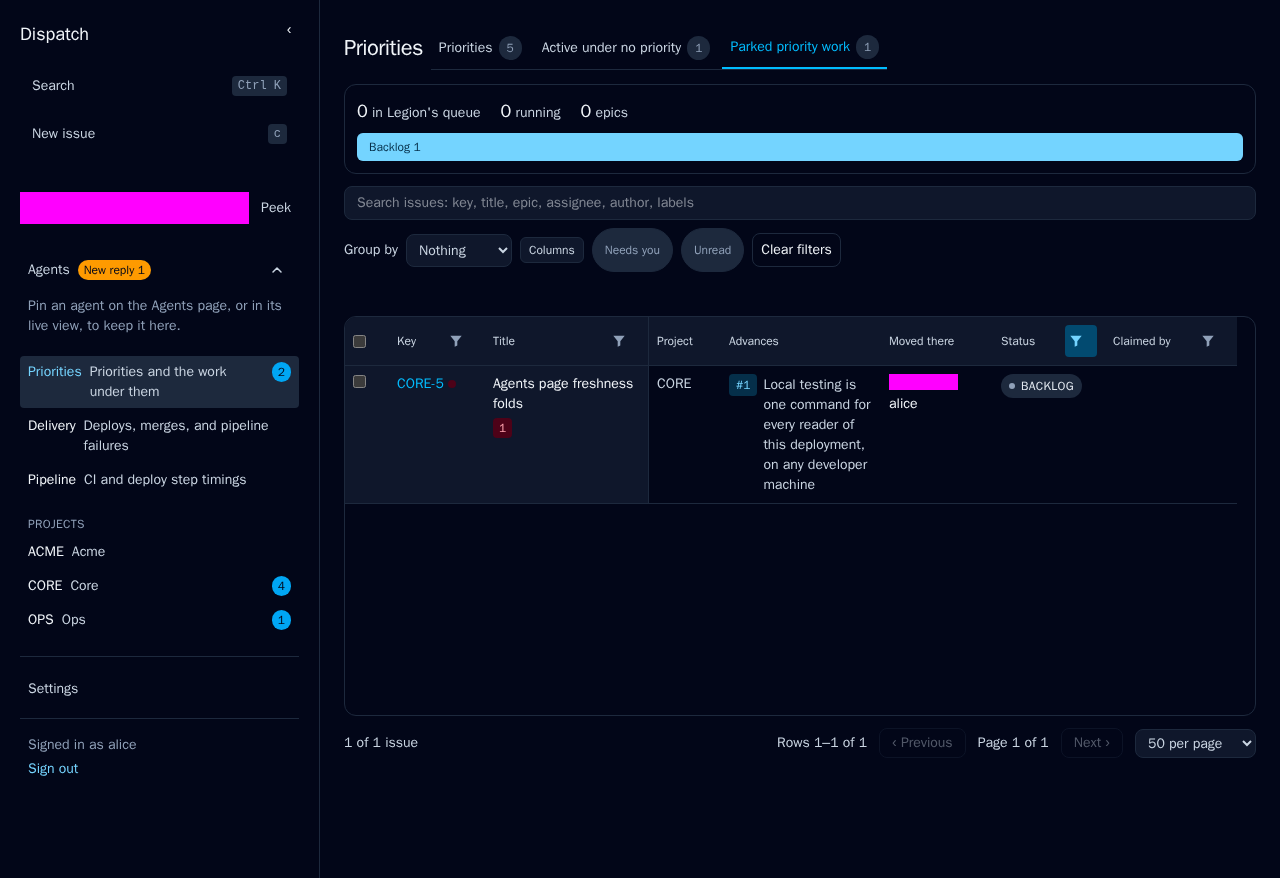 Dispatch ‹
Search Ctrl K
New issue C
Peek
Agents New reply 1
Pin an agent on the Agents page, or in its
live view, to keep it here.
Priorities Priorities and the work 2
under them
Delivery Deploys, merges, and pipeline
failures
Pipeline CI and deploy step timings
PROJECTS
ACME Acme
CORE Core 4
OPS Ops 1
Settings
Signed in as alice
Sign out
Priorities Priorities 5 Active under no priority 1 Parked priority work 1
0 in Legion's queue 0 running 0 epics
Backlog 1
Search issues: key, title, epic, assignee, author, labels
Group by Nothing Columns Needs you Unread Clear filters
Key Title Project Advances Moved there Status Claimed by
CORE-5 Agents page freshness
folds
1
CORE
#1 Local testing is
one command for
every reader of
this deployment,
on any developer
machine
alice
BACKLOG
1 of 1 issue Rows 1–1 of 1 ‹ Previous Page 1 of 1 Next › 50 per page